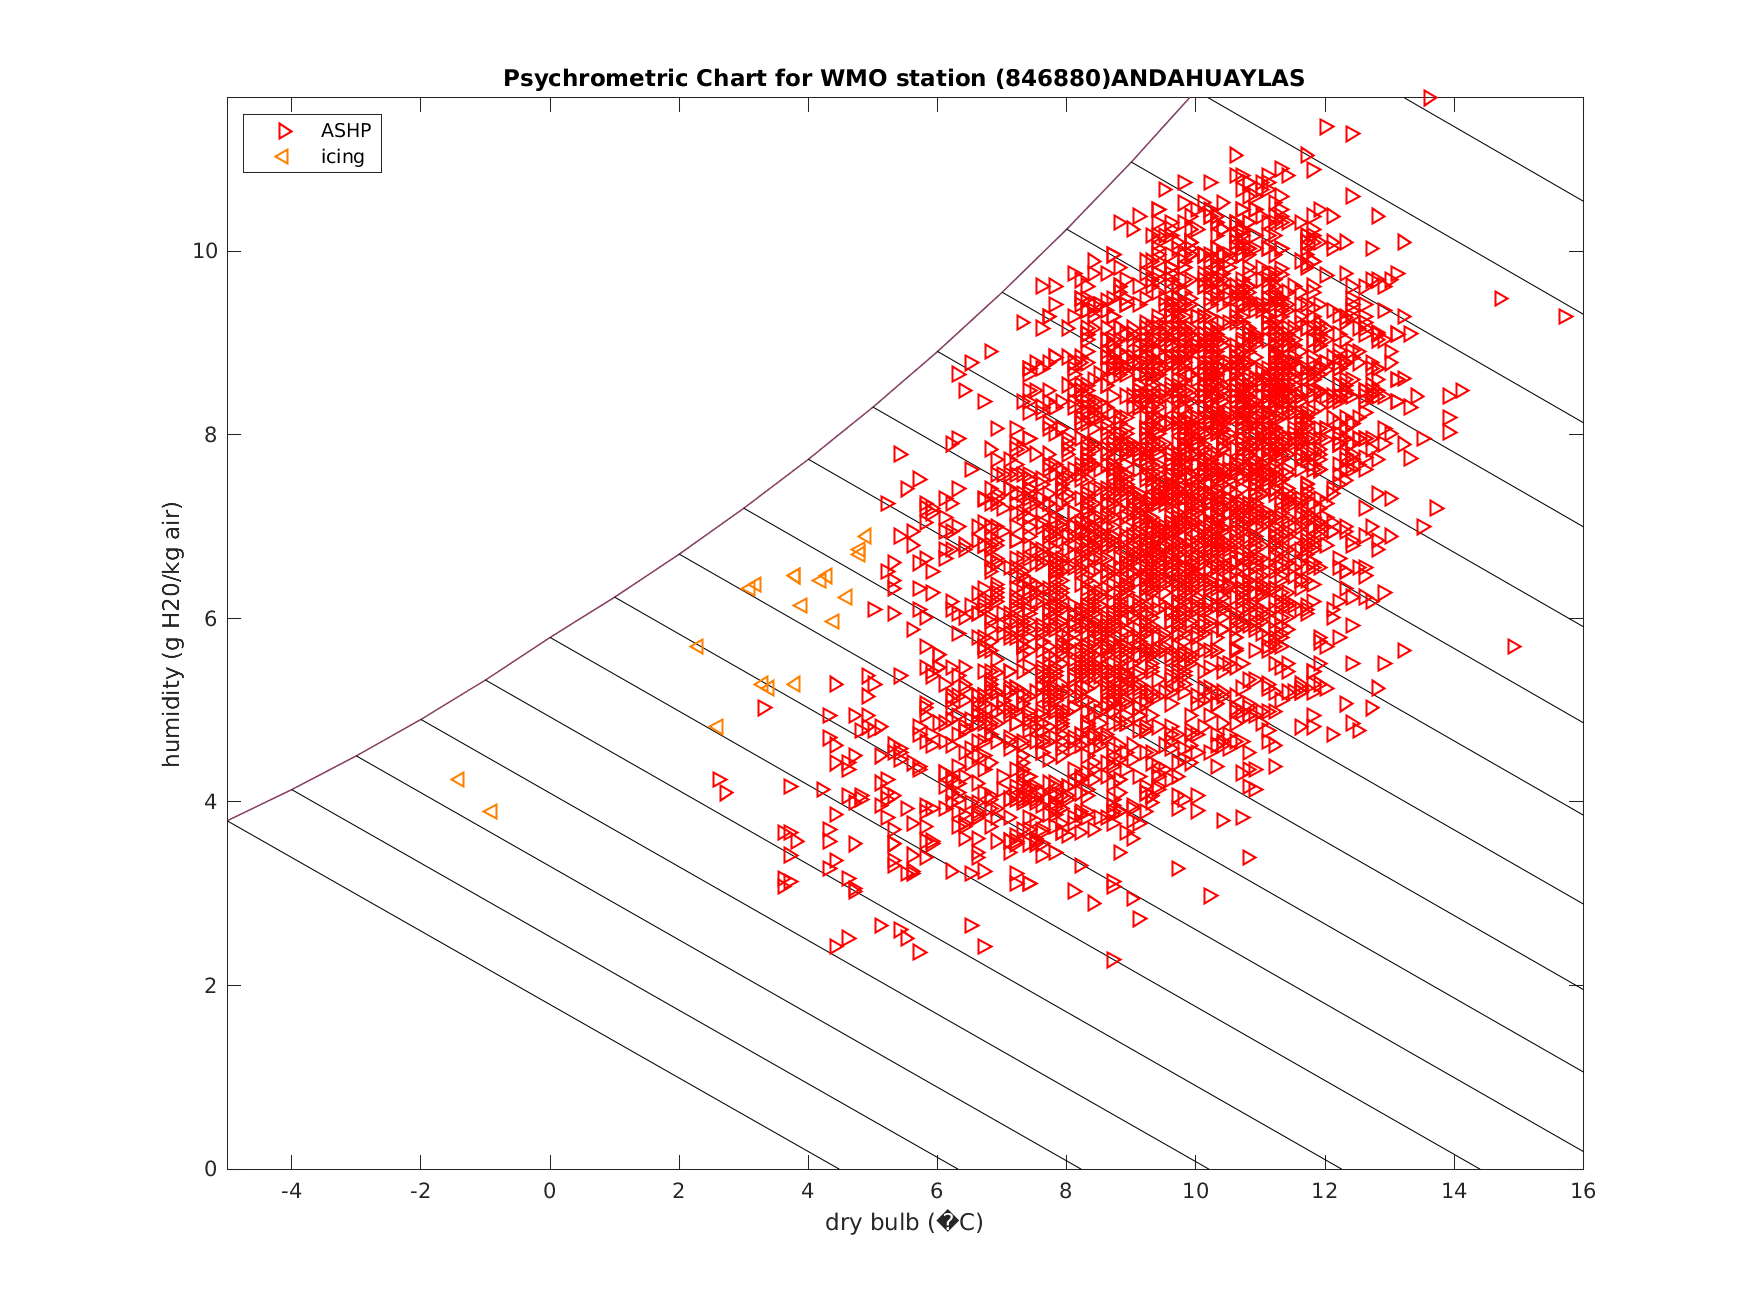 Psychrometric Chart for WMO station (846880)ANDAHUAYLAS
ASHP
icing
humidity (g H20/kg air)
10
8
6
4
2
0
-4 -2 0 2 4 6 8 10 12 14 16
dry bulb (�C)